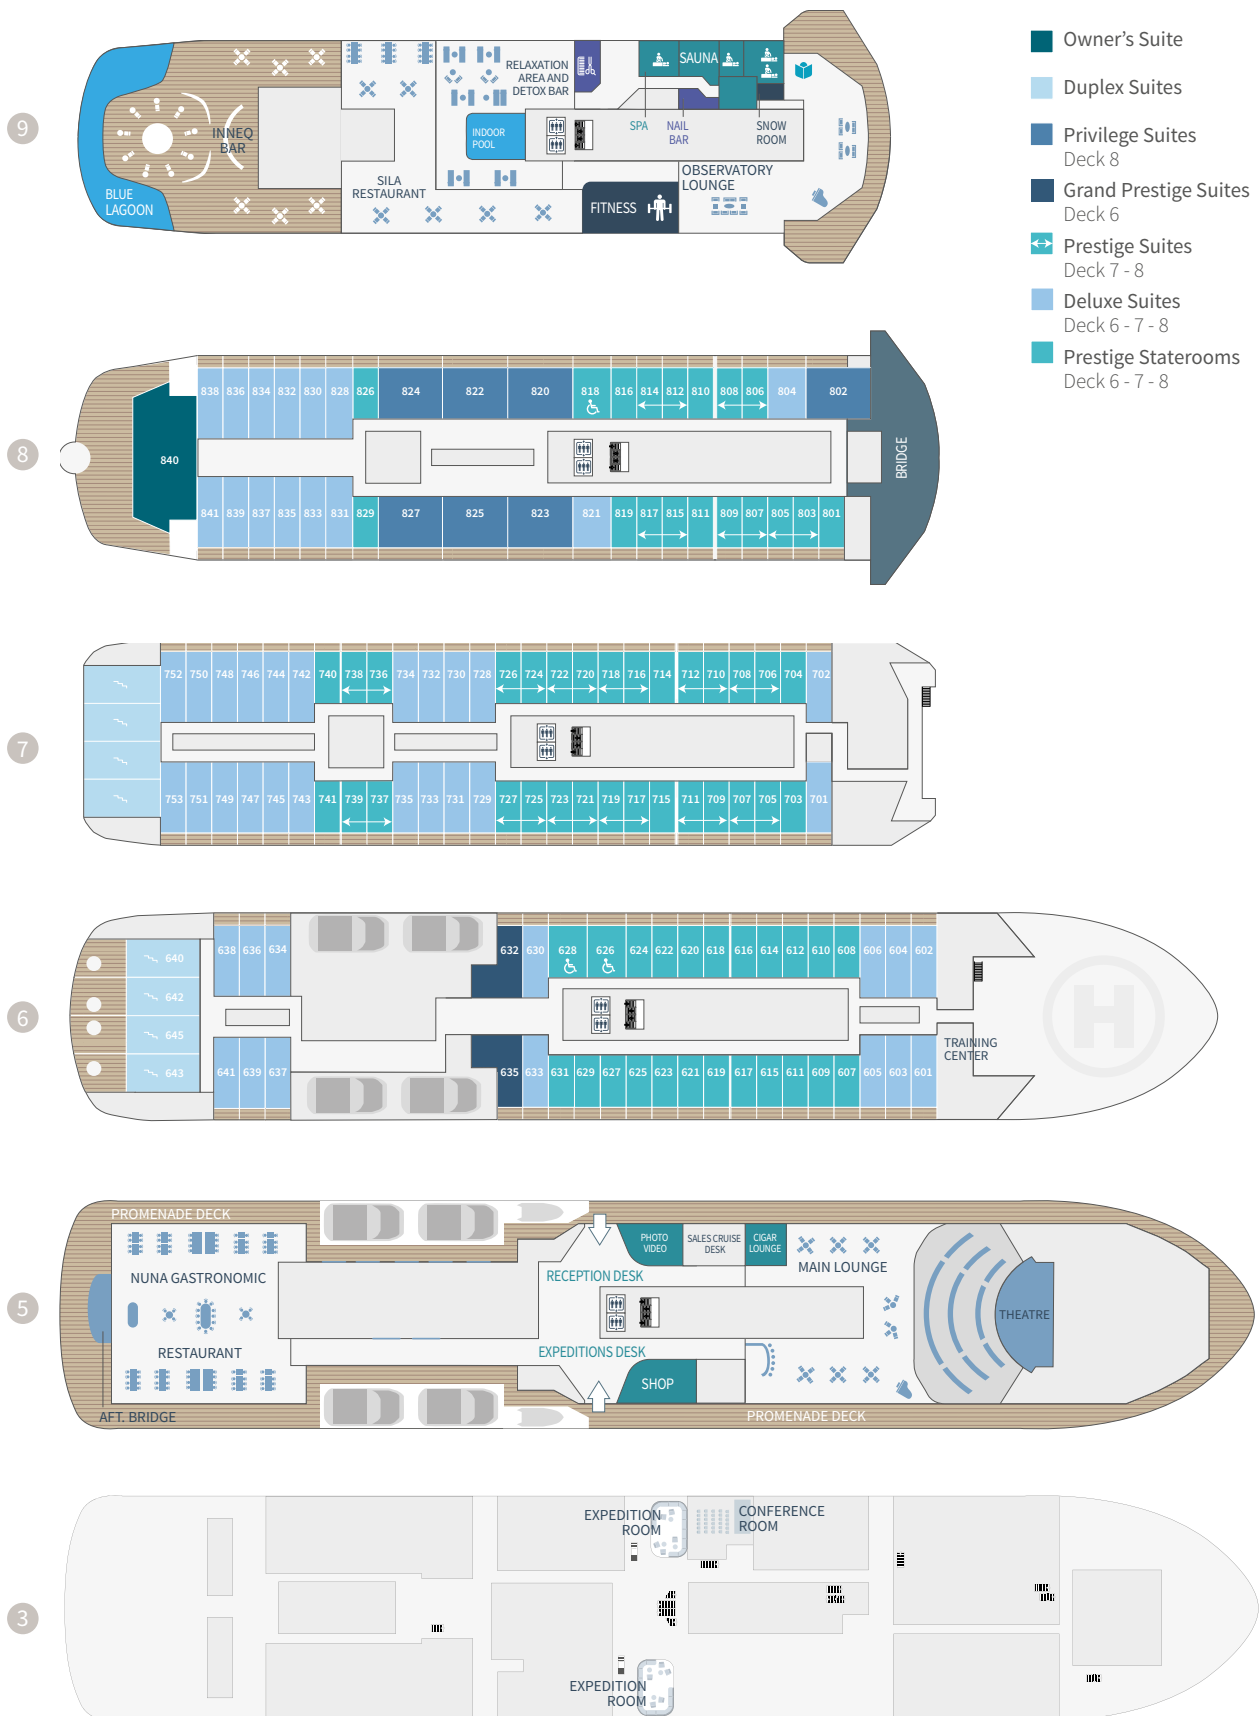 Owner's Suite
Duplex Suites
Privilege Suites
Deck 8
Grand Prestige Suites
Deck 6
Prestige Suites
Deck 7 - 8
Deluxe Suites
Deck 6 - 7 - 8
Prestige Staterooms
Deck 6 - 7 - 8
9
BLUE
LAGOON
INNEQ
BAR
SILA
RESTAURANT
RELAXATION
AREA AND
DETOX BAR
INDOOR
POOL
SAUNA
SPA
NAIL
BAR
SNOW
ROOM
OBSERVATORY
LOUNGE
FITNESS
8
838 836 834 832 830 828 826 824 822 820 818 816 814 812 810 808 806 804 802
840
BRIDGE
841 839 837 835 833 831 829 827 825 823 821 819 817 815 811 809 807 805 803 801
7
752 750 748 746 744 742 740 738 736 734 732 730 728 726 724 722 720 718 716 714 712 710 708 706 704 702
753 751 749 747 745 743 741 739 737 735 733 731 729 727 725 723 721 719 717 715 711 709 707 705 703 701
6
638 636 634 632 630 628 626 624 622 620 618 616 614 612 610 608 606 604 602
640
642
645
643
H
TRAINING
CENTER
641 639 637 635 633 631 629 627 625 623 621 619 617 615 611 609 607 605 603 601
5
PROMENADE DECK
NUNA GASTRONOMIC
RESTAURANT
AFT. BRIDGE
PHOTO
VIDEO
SALES CRUISE
DESK
CIGAR
LOUNGE
RECEPTION DESK
MAIN LOUNGE
THEATRE
EXPEDITIONS DESK
SHOP
PROMENADE DECK
3
EXPEDITION
ROOM
CONFERENCE
ROOM
EXPEDITION
ROOM